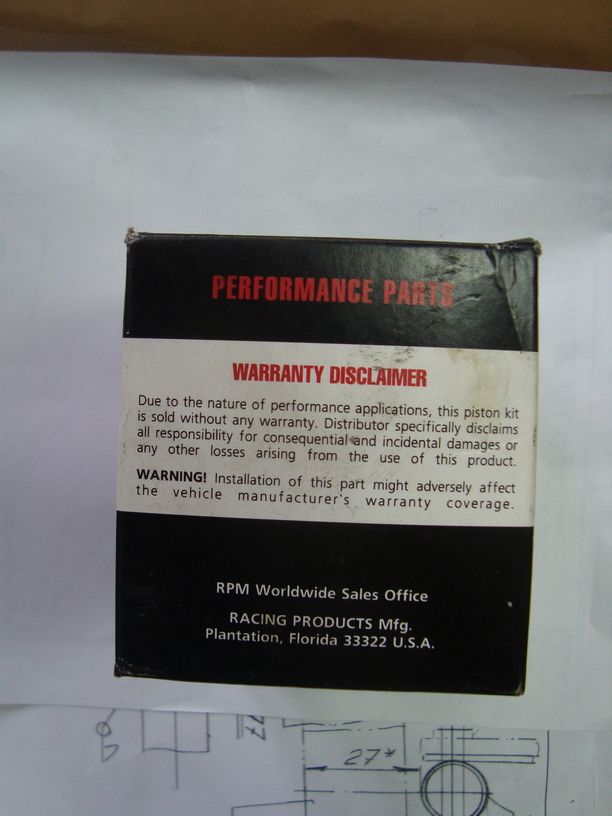 PERFORMANCE PARTS
WARRANTY DISCLAIMER
Due to the nature of performance applications, this piston kit
is sold without any warranty. Distributor specifically disclaims
all responsibility for consequential and incidental damages or
any other losses arising from the use of this product.
WARNING! Installation of this part might adversely affect
the vehicle manufacturer's warranty coverage.
RPM Worldwide Sales Office
RACING PRODUCTS Mfg.
Plantation, Florida 33322 U.S.A.
27*